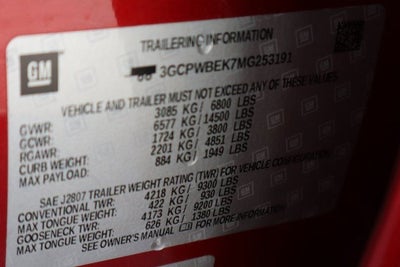 GM
TRAILERING INFORMATION
3GCPWBEK7MG253191
VEHICLE AND TRAILER MUST NOT EXCEED ANY OF THESE VALUES
GVWR: 3085 KG/ 6800 LBS
GCWR: 6577 KG/ 14500 LBS
RGAWR: 1724 KG/ 3800 LBS
CURB WEIGHT: 2201 KG/ 4851 LBS
MAX PAYLOAD: 884 KG/ 1949 LBS
SAE J2807 TRAILER WEIGHT RATING (TWR) FOR VEHICLE CONFIGURATION
CONVENTIONAL TWR: 4218 KG/ 9300 LBS
MAX TONGUE WEIGHT: 422 KG/ 930 LBS
GOOSENECK TWR: 4173 KG/ 9200 LBS
MAX TONGUE WEIGHT: 626 KG/ 1380 LBS
SEE OWNER'S MANUAL FOR MORE INFORMATION